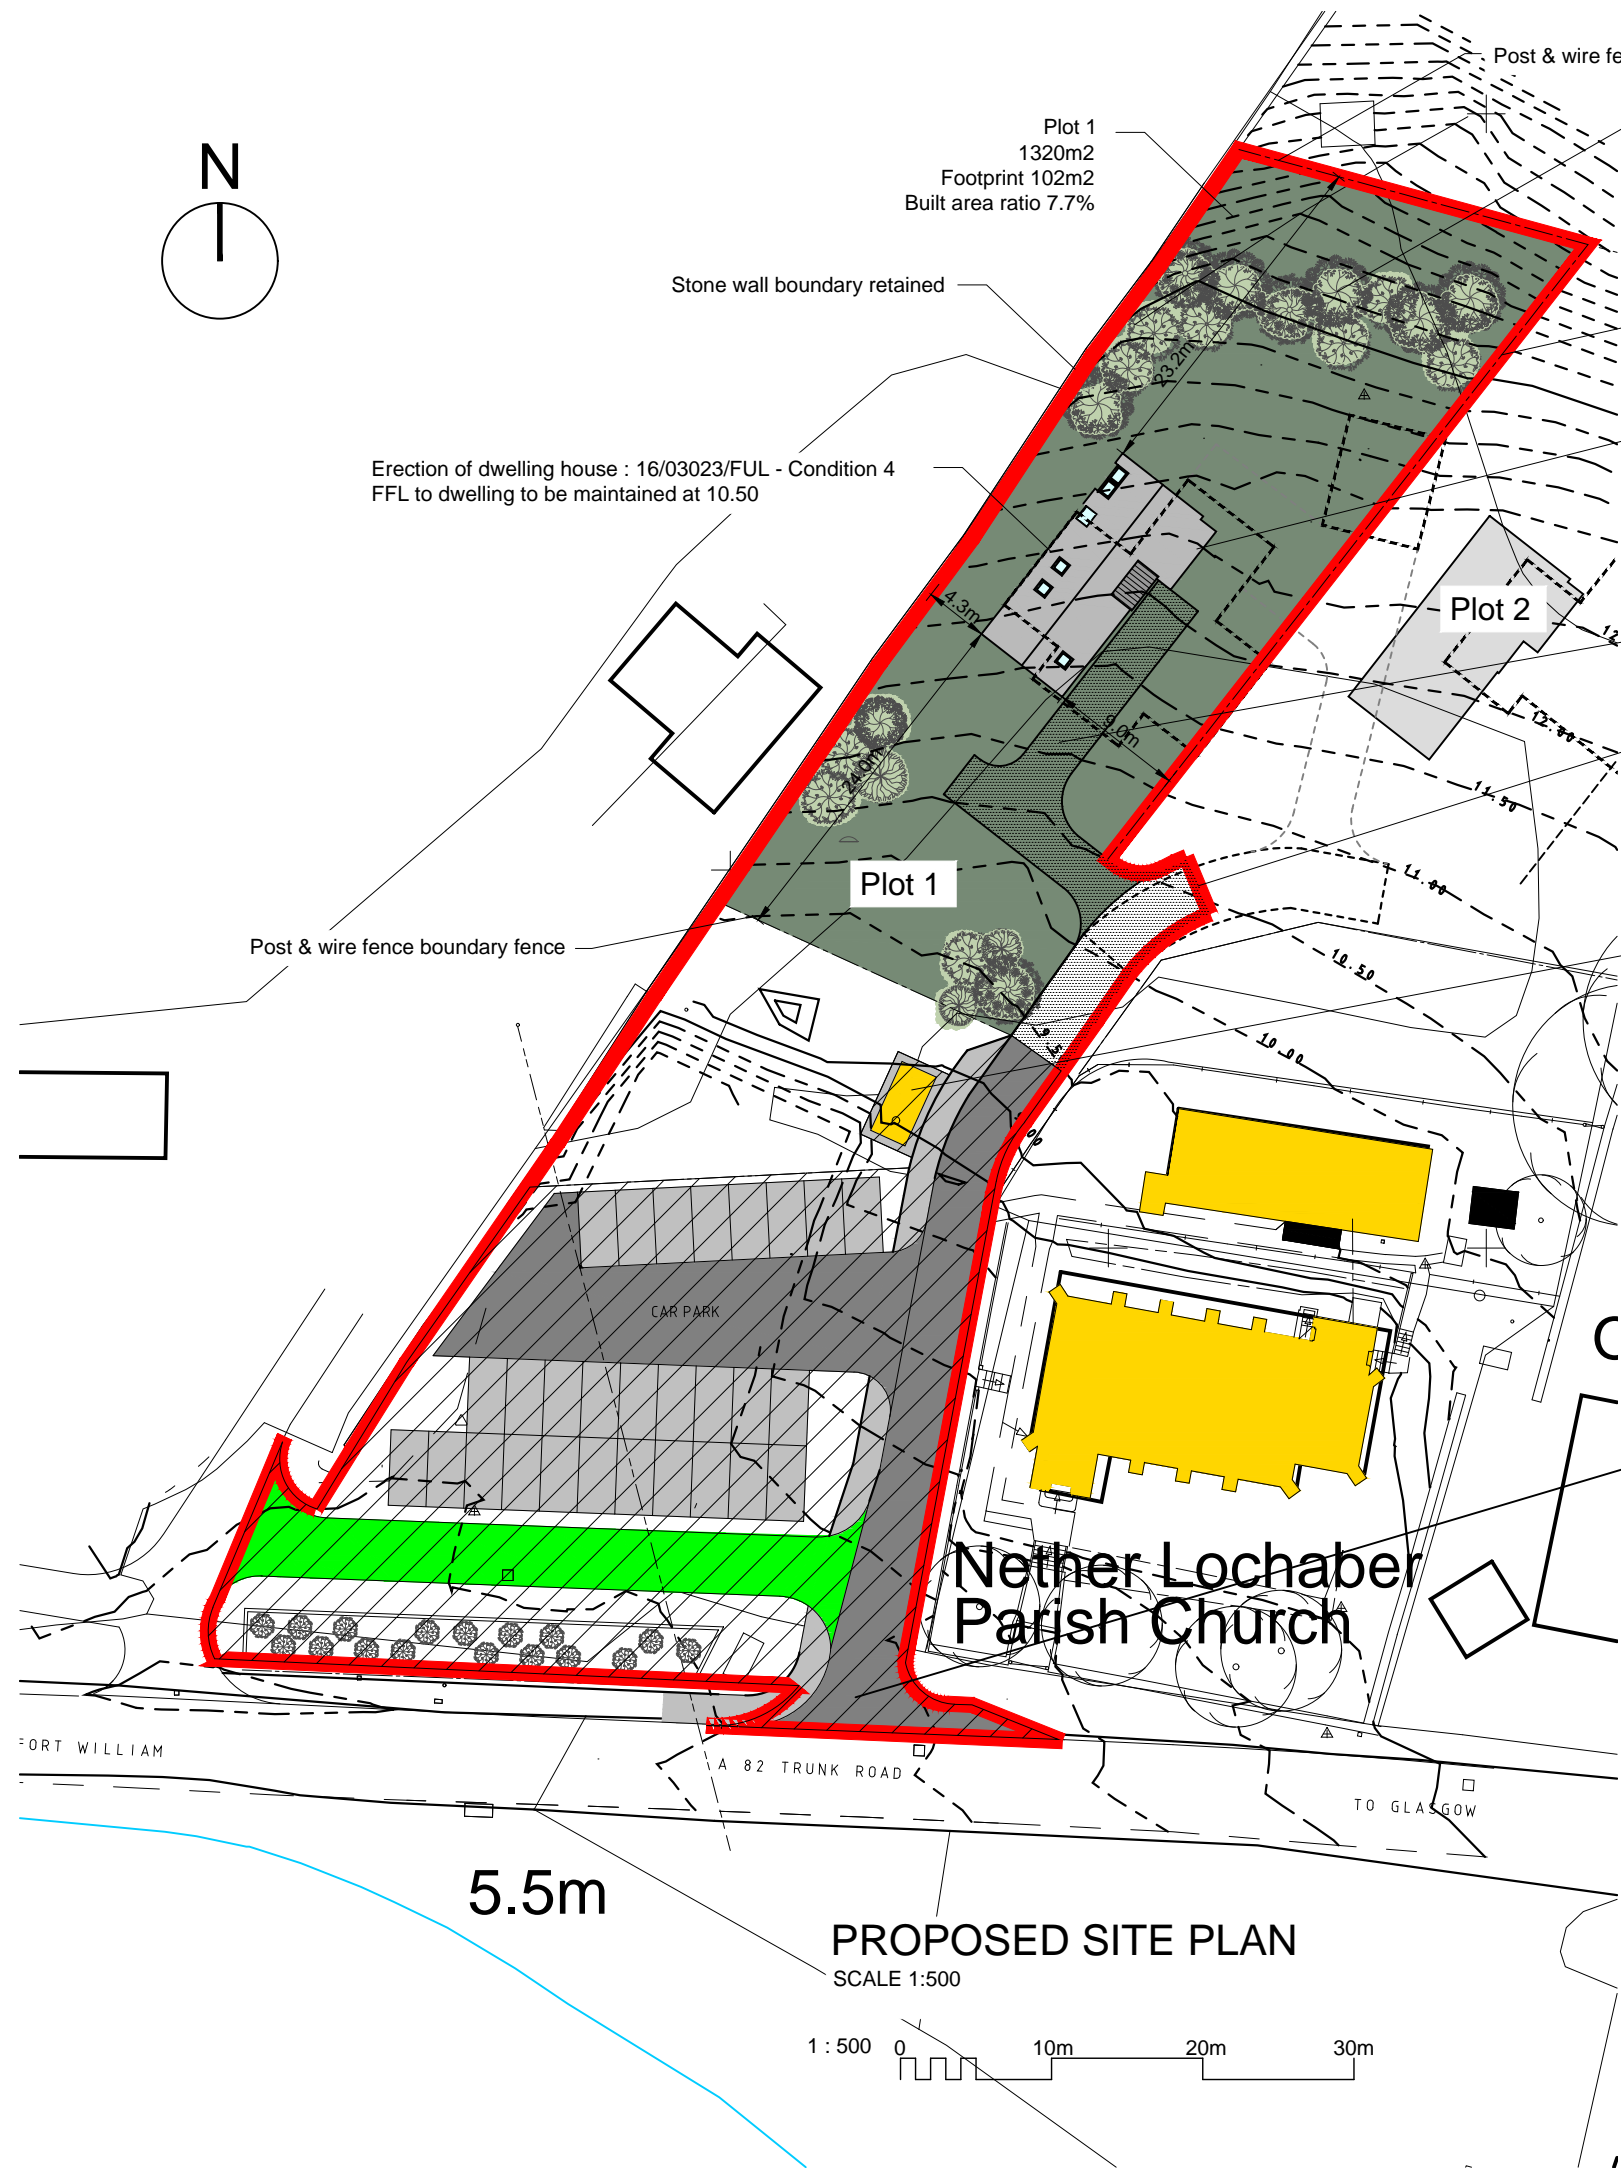 Post & wire fe
N
Plot 1
1320m2
Footprint 102m2
Built area ratio 7.7%
Stone wall boundary retained
23.2m
Erection of dwelling house : 16/03023/FUL - Condition 4
FFL to dwelling to be maintained at 10.50
4.3m
Plot 2
12.00
9.0m
24.0m
11.50
Plot 1
11.00
Post & wire fence boundary fence
10.50
10.00
CAR PARK
Nether Lochaber
Parish Church
FORT WILLIAM
A 82 TRUNK ROAD
TO GLASGOW
5.5m
PROPOSED SITE PLAN
SCALE 1:500
1 : 500 0 10m 20m 30m